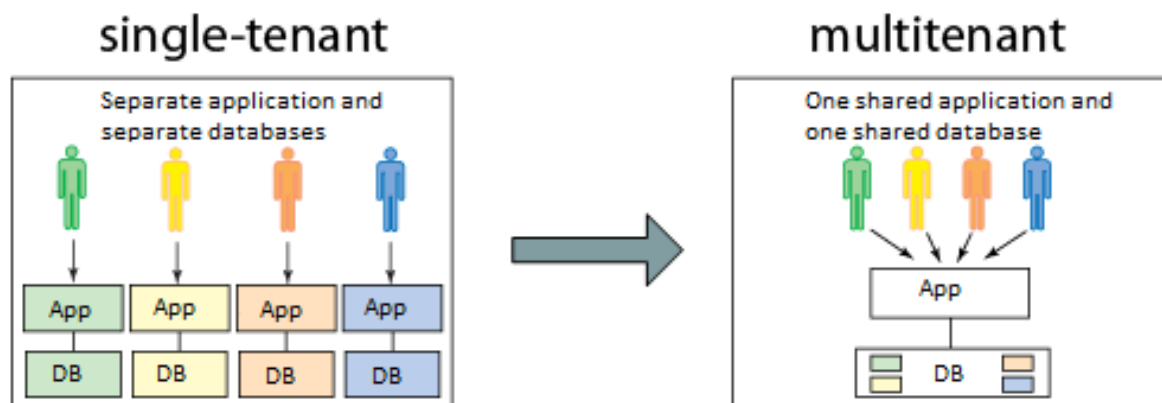 single-tenant
Separate application and
separate databases
App
App
App
App
DB
DB
DB
DB
multitenant
One shared application and
one shared database
App
DB